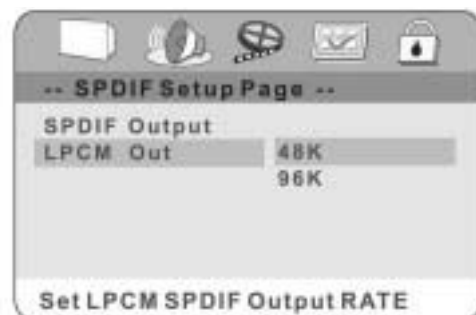 -- SPDIF Setup Page --
SPDIF Output
LPCM Out 48K
96K
Set LPCM SPDIF Output RATE